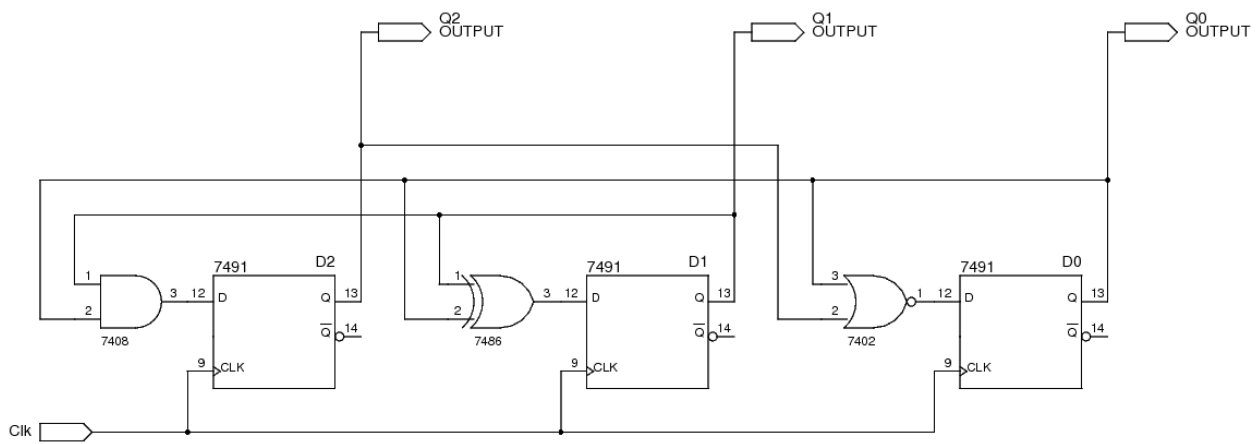 Q2
OUTPUT
Q1
OUTPUT
Q0
OUTPUT
7491 D2
7491 D1
7491 D0
1
2
3
7408
12 D
Q 13
Q 14
9 CLK
1
2
3
7486
12 D
Q 13
Q 14
9 CLK
3
2
1
7402
12 D
Q 13
Q 14
9 CLK
Clk